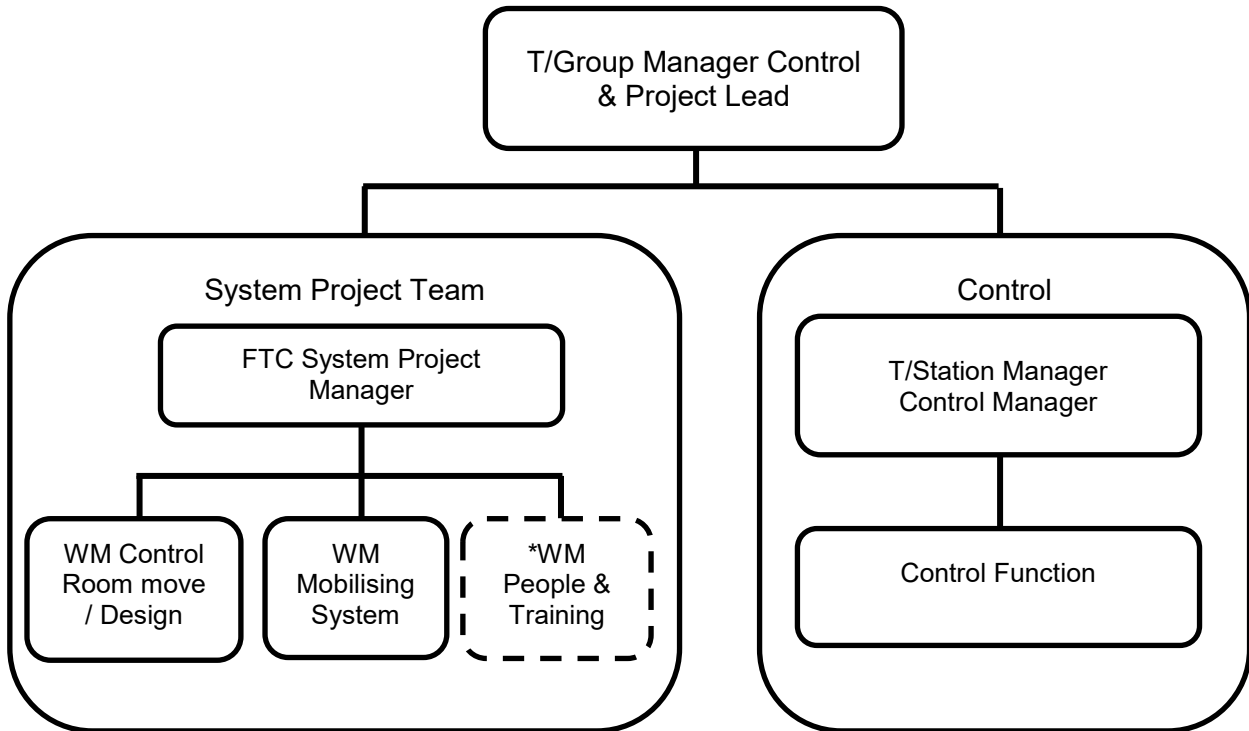 T/Group Manager Control
& Project Lead
System Project Team
FTC System Project
Manager
WM Control
Room move
/ Design
WM
Mobilising
System
*WM
People &
Training
Control
T/Station Manager
Control Manager
Control Function